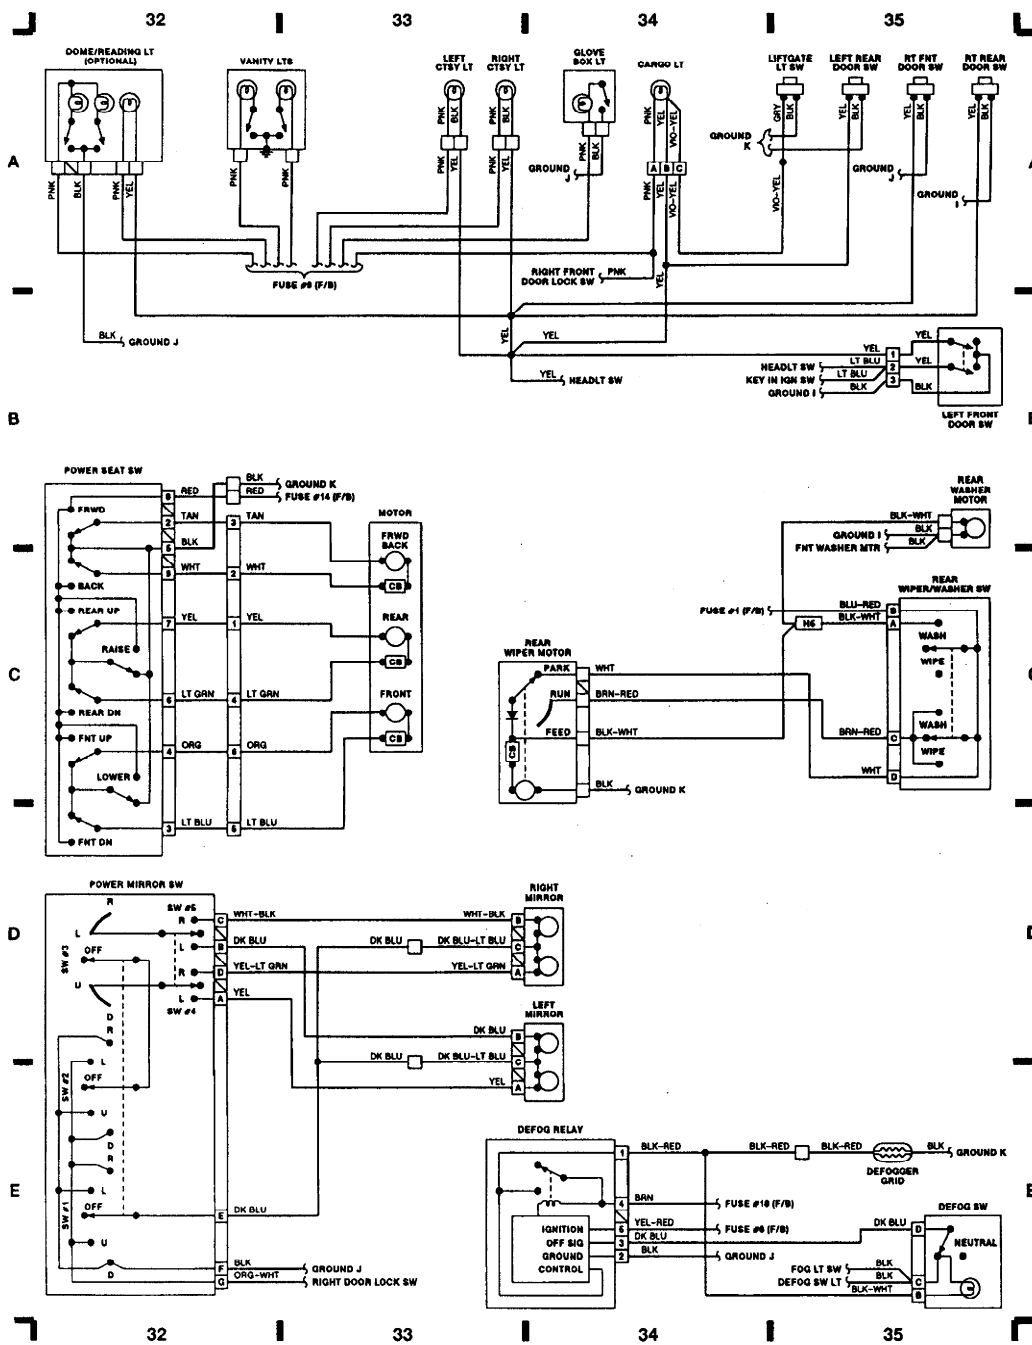 32 33 34 35
DOME/READING LT
(OPTIONAL)
VANITY LTS
LEFT
CTSY LT
RIGHT
CTSY LT
GLOVE
BOX LT
CARGO LT
LIFTGATE
LT SW
LEFT REAR
DOOR SW
RT FNT
DOOR SW
RT REAR
DOOR SW
PNK BLK PNK BLK PNK YEL VIO-YEL GRY BLK YEL BLK YEL BLK YEL BLK
GROUND
K
A
PNK YEL PNK YEL PNK BLK
GROUND
J
A B C
GROUND
J
PNK BLK PNK YEL PNK PNK
PNK VIO-YEL VIO-YEL
GROUND
I
FUSE #9 (F/B)
RIGHT FRONT
DOOR LOCK SW
PNK
YEL
BLK
GROUND J
YEL
YEL
YEL
HEADLT SW
YEL 1 YEL
HEADLT SW LT BLU 2 YEL
KEY IN IGN SW LT BLU
GROUND I BLK 3 BLK
LEFT FRONT
DOOR SW
B
POWER SEAT SW
BLK
GROUND K
RED
FUSE #14 (F/B)
8 RED
FRWD
2 TAN 3 TAN
5 BLK
WHT 2 WHT
BACK
REAR UP
7 YEL 1 YEL
RAISE
6 LT GRN 4 LT GRN
REAR DN
FNT UP
4 ORG 6 ORG
LOWER
3 LT BLU 5 LT BLU
FNT DN
MOTOR
FRWD
BACK
CB
REAR
CB
FRONT
CB
C
REAR
WASHER
MOTOR
BLK-WHT
GROUND I BLK
FNT WASHER MTR BLK
REAR
WIPER/WASHER SW
FUSE #1 (F/B) BLU-RED B
H6 BLK-WHT A
WASH
WIPE
WASH
BRN-RED C
WIPE
WHT D
REAR
WIPER MOTOR
PARK WHT
RUN BRN-RED
FEED BLK-WHT
CB
BLK
GROUND K
POWER MIRROR SW
R
SW #5
R C WHT-BLK WHT-BLK B
L
L B DK BLU DK BLU DK BLU-LT BLU C
OFF
SW #3
R D YEL-LT GRN YEL-LT GRN A
U
L A YEL
SW #4
RIGHT
MIRROR
LEFT
MIRROR
D
R
DK BLU B
L
DK BLU DK BLU-LT BLU C
OFF
SW #2
YEL A
U
D
R
L
OFF
SW #1
E DK BLU
U
D
F BLK
GROUND J
G ORG-WHT
RIGHT DOOR LOCK SW
D
E
DEFOG RELAY
1 BLK-RED BLK-RED BLK-RED BLK
GROUND K
DEFOGGER
GRID
4 BRN
FUSE #18 (F/B)
IGNITION YEL-RED
FUSE #6 (F/B)
OFF SIG 3 DK BLU
GROUND 2 BLK
GROUND J
CONTROL
DEFOG SW
DK BLU D
NEUTRAL
FOG LT SW BLK
DEFOG SW LT BLK C
BLK-WHT B
32 33 34 35